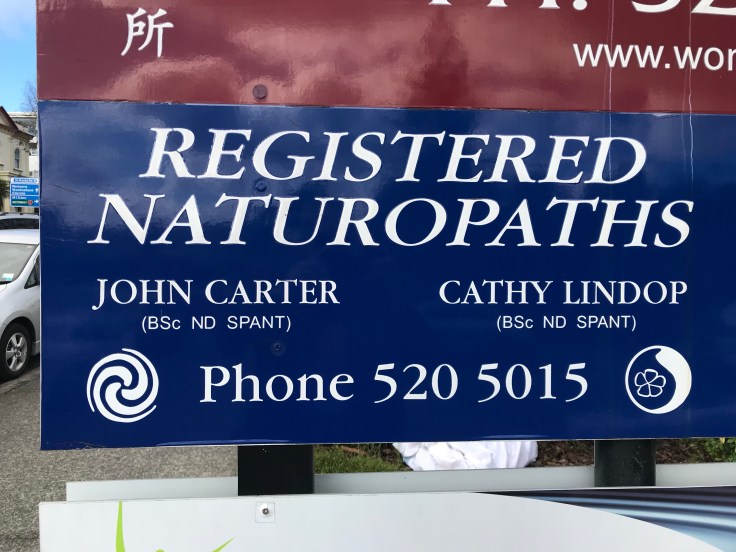 所
www.wor
REGISTERED
NATUROPATHS
JOHN CARTER
(BSc ND SPANT)
CATHY LINDOP
(BSc ND SPANT)
Phone 520 5015